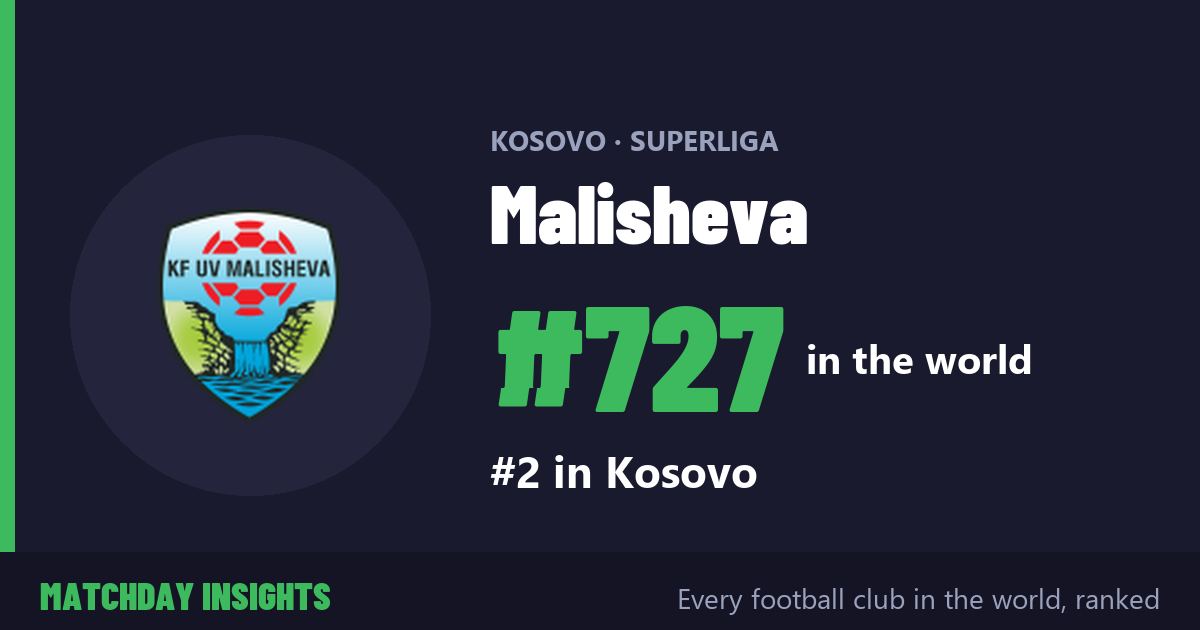 KOSOVO · SUPERLIGA
Malisheva
KF UV MALISHEVA
#727 in the world
#2 in Kosovo
MATCHDAY INSIGHTS
Every football club in the world, ranked